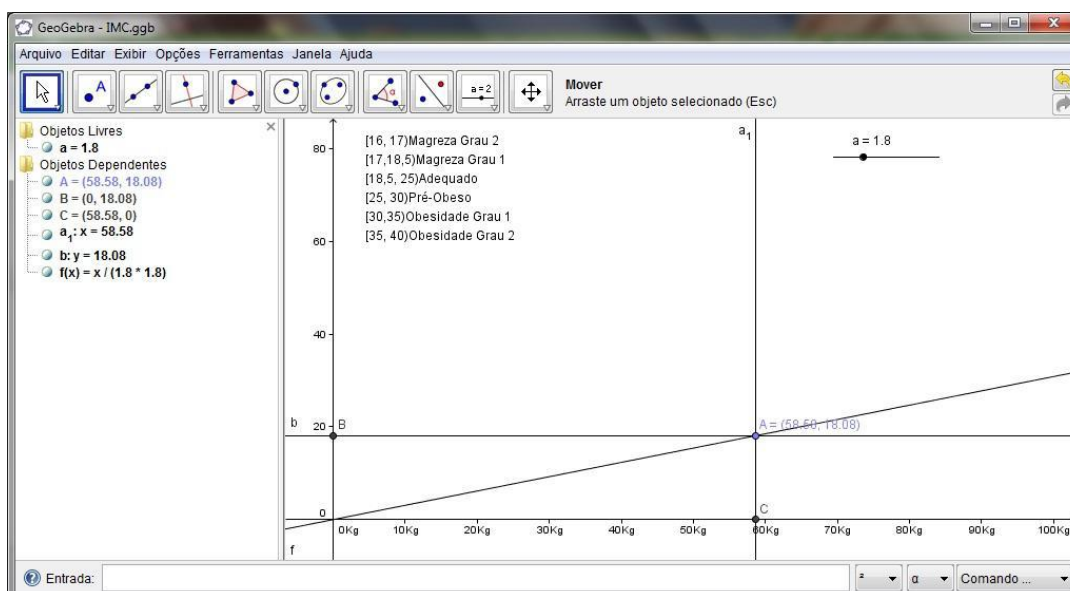 GeoGebra - IMC.ggb
Arquivo Editar Exibir Opções Ferramentas Janela Ajuda
A
α
a = 2
Mover
Arraste um objeto selecionado (Esc)
Objetos Livres
a = 1.8
Objetos Dependentes
A = (58.58, 18.08)
B = (0, 18.08)
C = (58.58, 0)
a₁: x = 58.58
b: y = 18.08
f(x) = x / (1.8 * 1.8)
a₁
a = 1.8
[16, 17)Magreza Grau 2
[17,18,5)Magreza Grau 1
[18,5, 25)Adequado
[25, 30)Pré-Obeso
[30,35)Obesidade Grau 1
[35, 40)Obesidade Grau 2
80
60
40
20
0
b
B
A = (58.58, 18.08)
C
0Kg 10Kg 20Kg 30Kg 40Kg 50Kg 60Kg 70Kg 80Kg 90Kg 100Kg
f
Entrada:
²
α
Comando ...